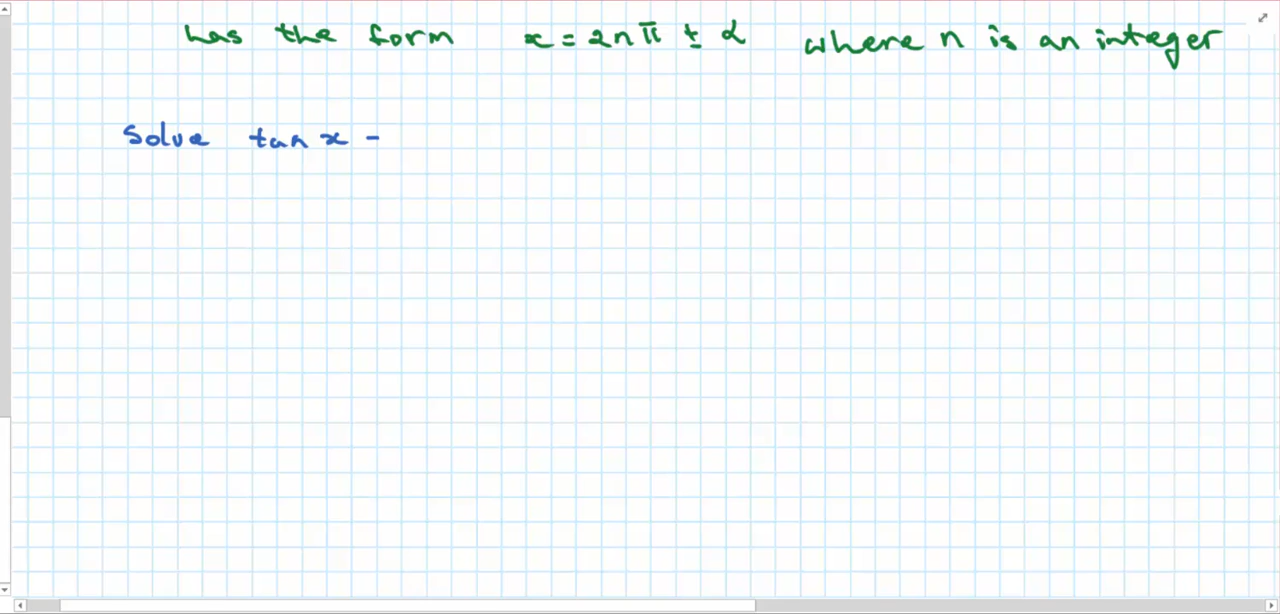 has the form x = 2nπ ± α where n is an integer
Solve tan x -